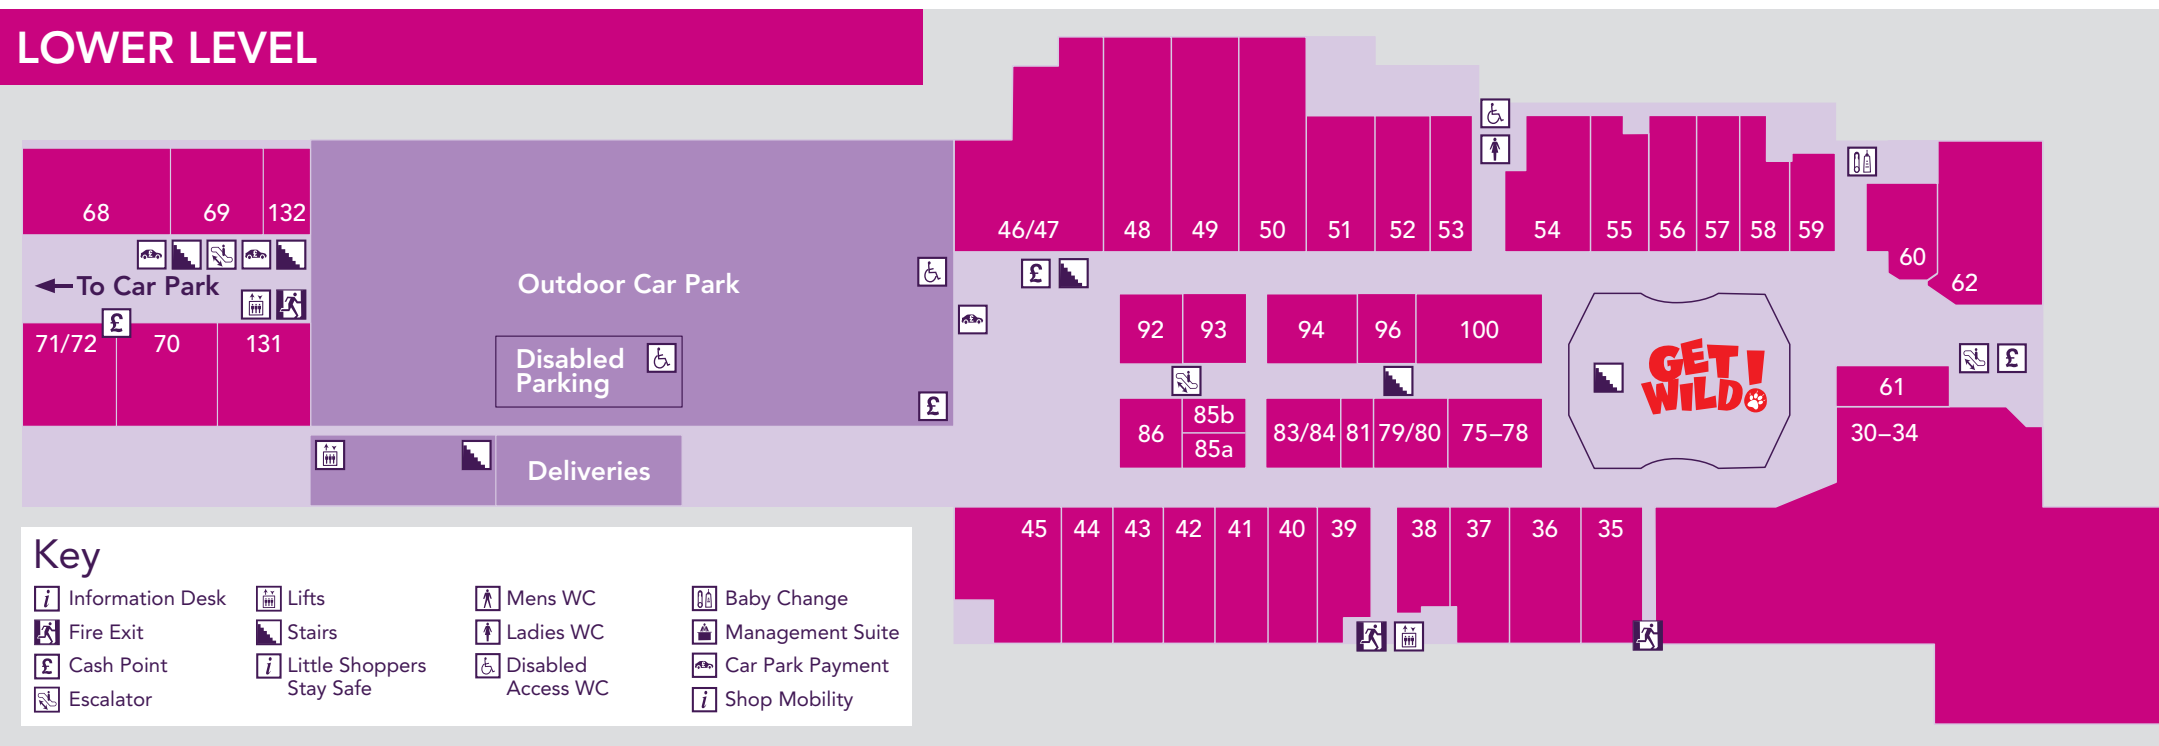 LOWER LEVEL
68
69
132
To Car Park
71/72
£
70
131
Outdoor Car Park
Disabled
Parking
£
Deliveries
46/47
48
49
50
51
52
53
54
55
56
57
58
59
60
62
£
92
93
94
96
100
GET
WILD!
£
61
86
85b
85a
83/84
81
79/80
75–78
30–34
45
44
43
42
41
40
39
38
37
36
35
Key
i Information Desk
Fire Exit
£ Cash Point
Escalator
Lifts
Stairs
i Little Shoppers
Stay Safe
Mens WC
Ladies WC
Disabled
Access WC
Baby Change
Management Suite
Car Park Payment
i Shop Mobility